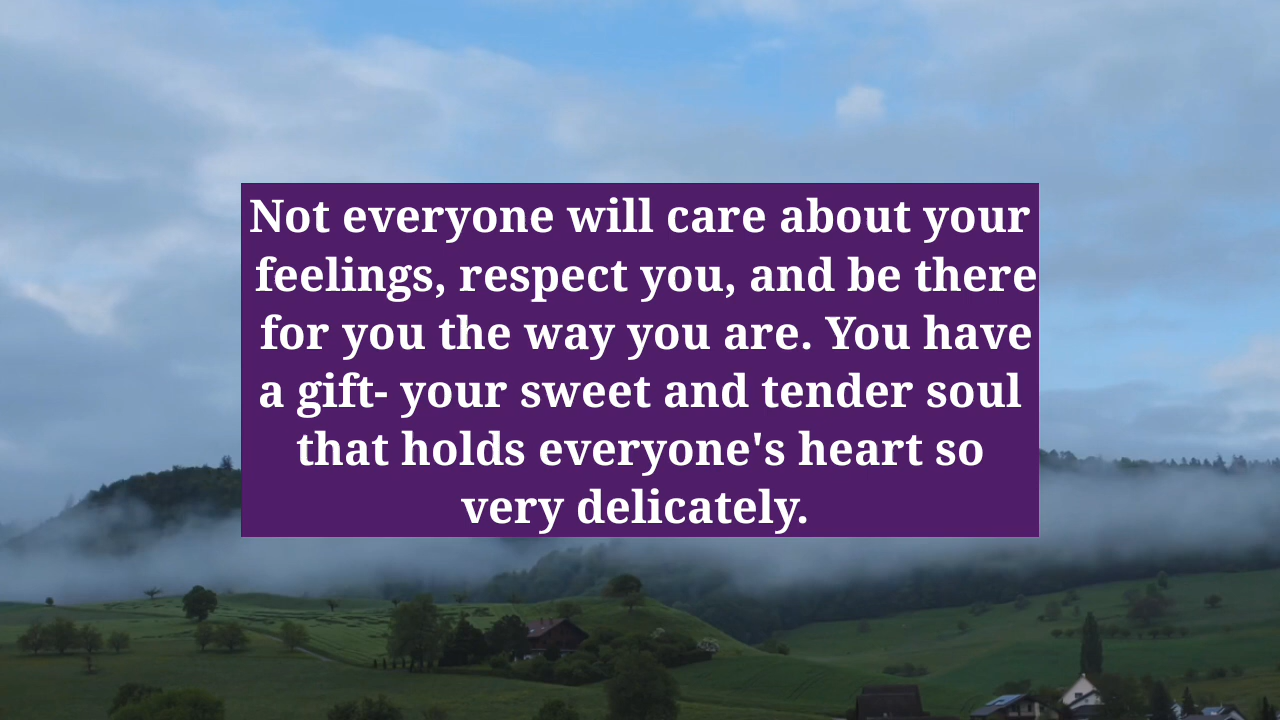 Not everyone will care about your
feelings, respect you, and be there
for you the way you are. You have
a gift- your sweet and tender soul
that holds everyone's heart so
very delicately.